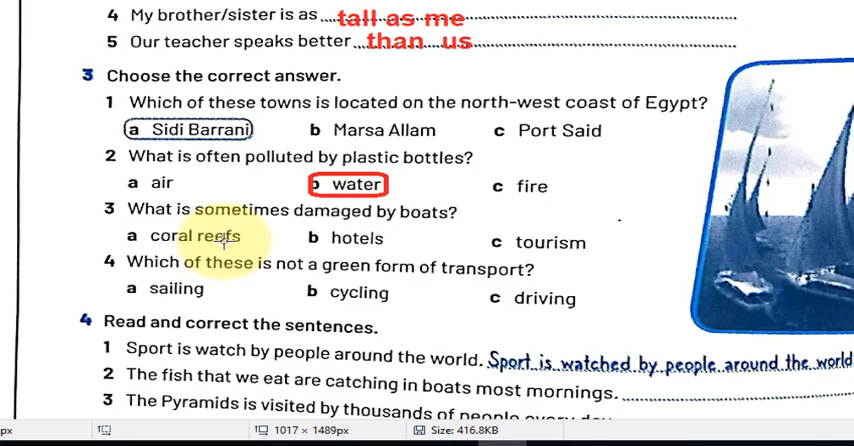 4 My brother/sister is as tall as me
5 Our teacher speaks better than us
3 Choose the correct answer.
1 Which of these towns is located on the north-west coast of Egypt?
a Sidi Barrani b Marsa Allam c Port Said
2 What is often polluted by plastic bottles?
a air b water c fire
3 What is sometimes damaged by boats?
a coral reefs b hotels c tourism
4 Which of these is not a green form of transport?
a sailing b cycling c driving
4 Read and correct the sentences.
1 Sport is watch by people around the world. Sport is watched by people around the world
2 The fish that we eat are catching in boats most mornings.
3 The Pyramids is visited by thousands of people every day
px 1017 × 1489px Size: 416.8KB